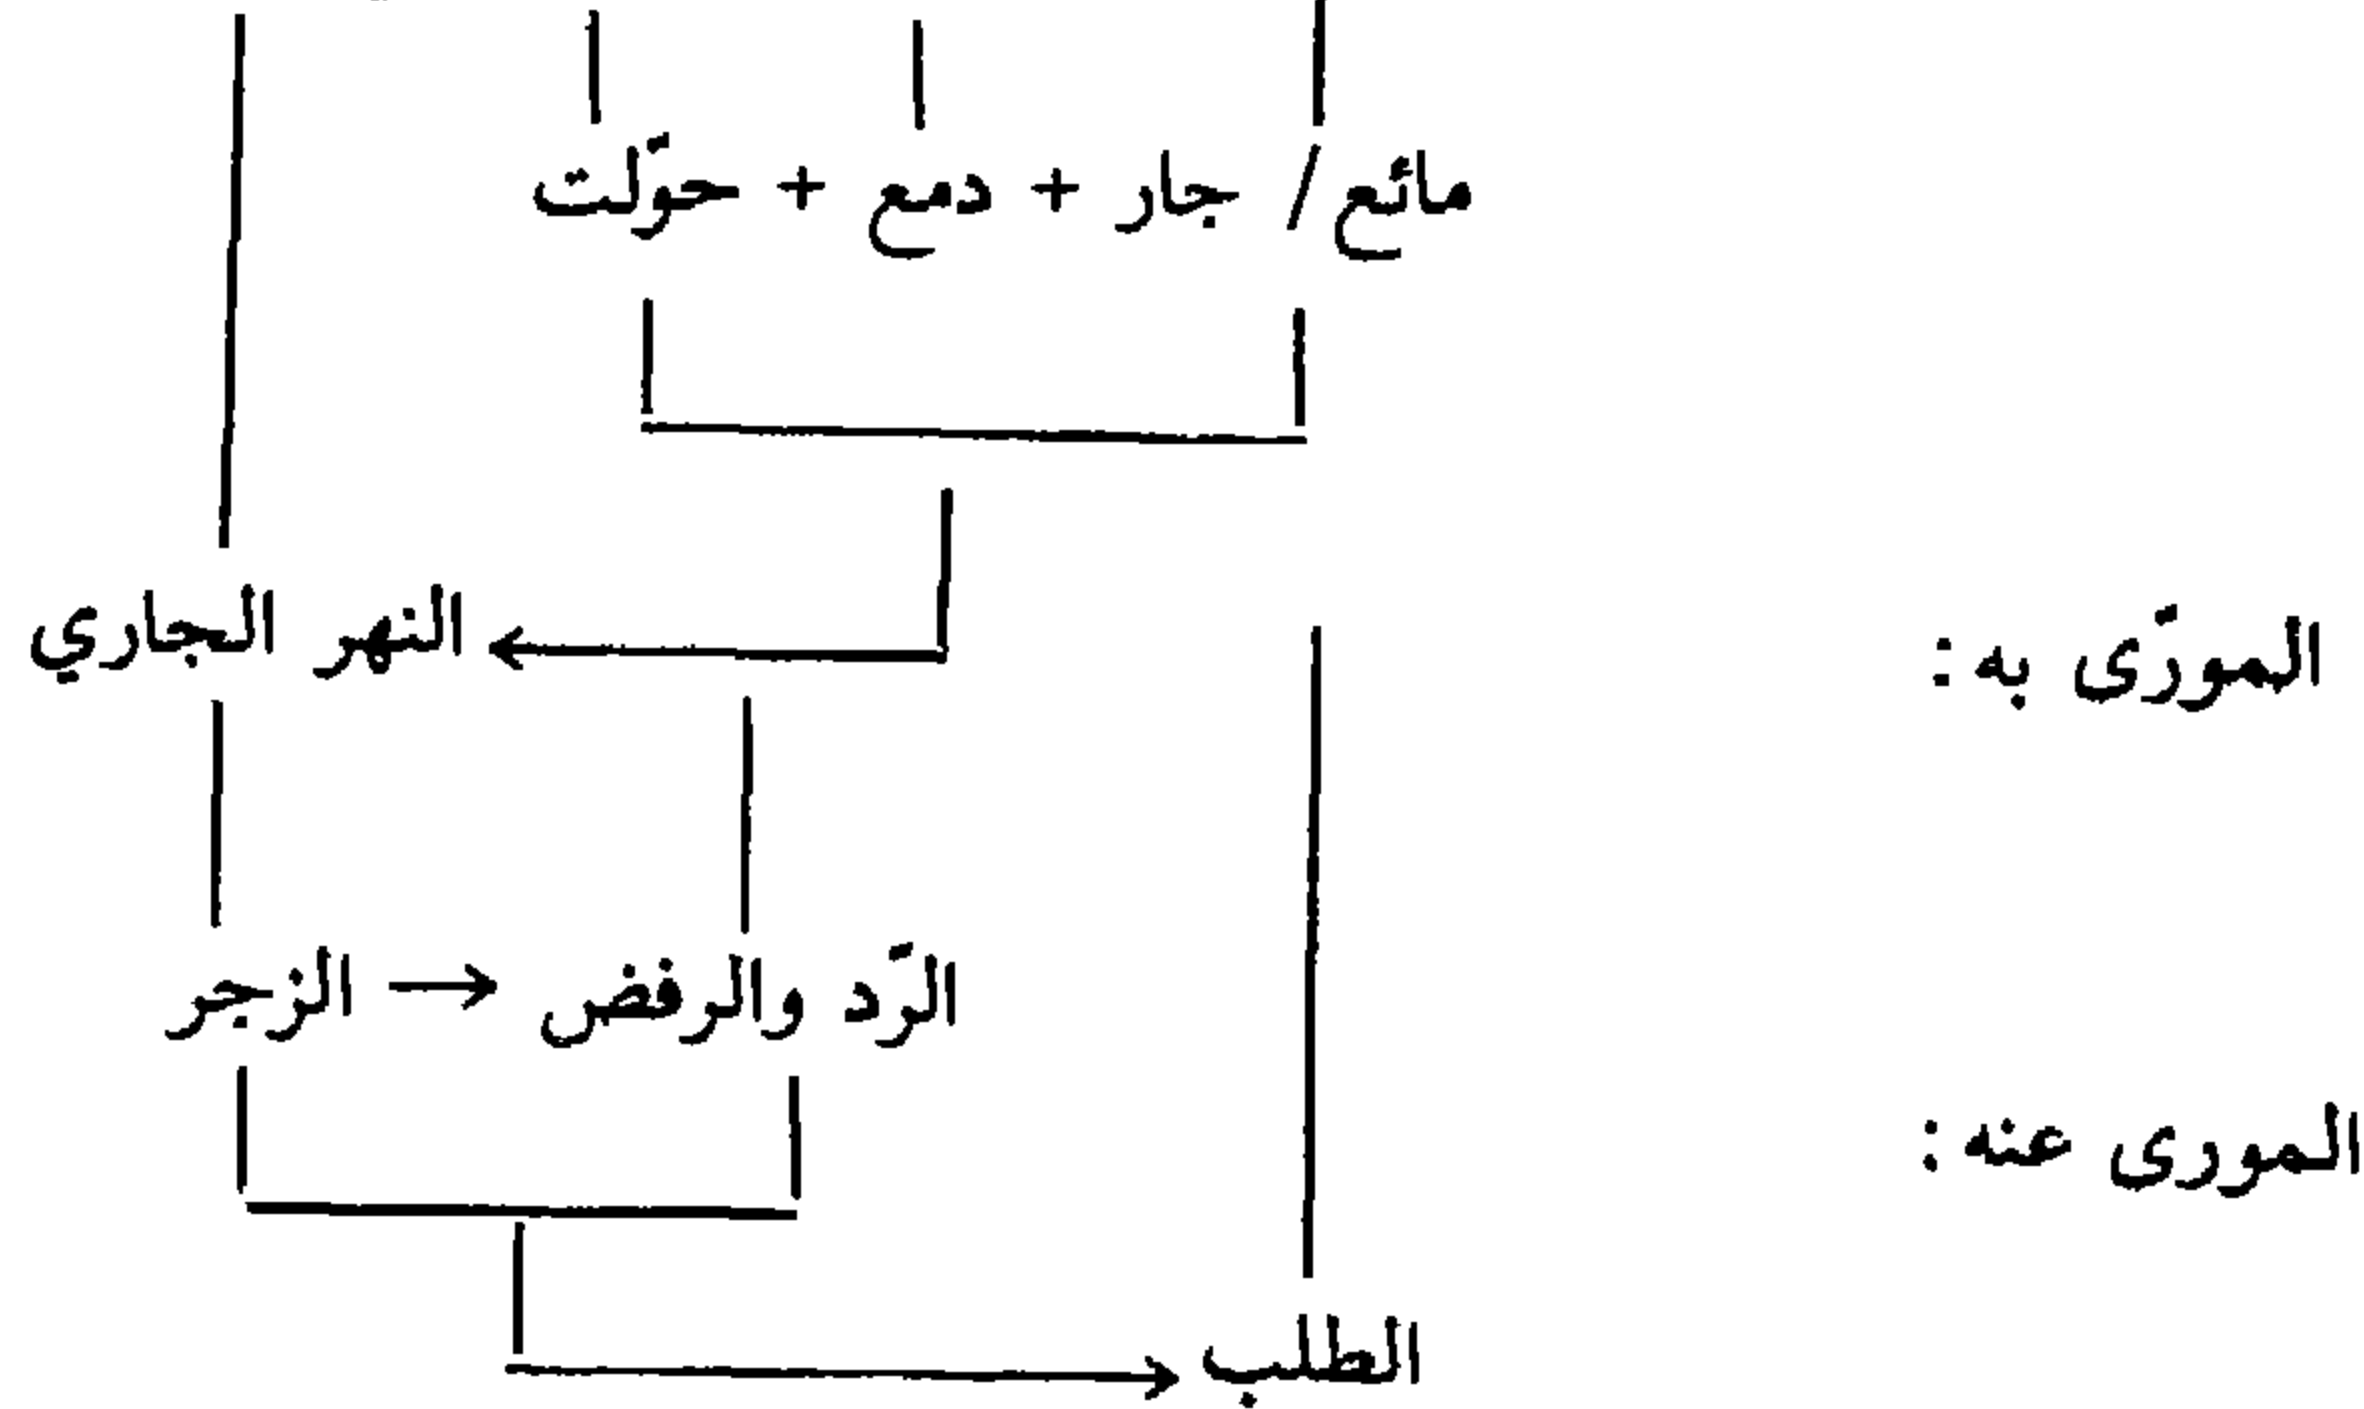 مائع / جار + دمع + حوّلت
المورّى به : النهر الجاري
الرّد والرفض → الزجر
المورى عنه :
الطلب